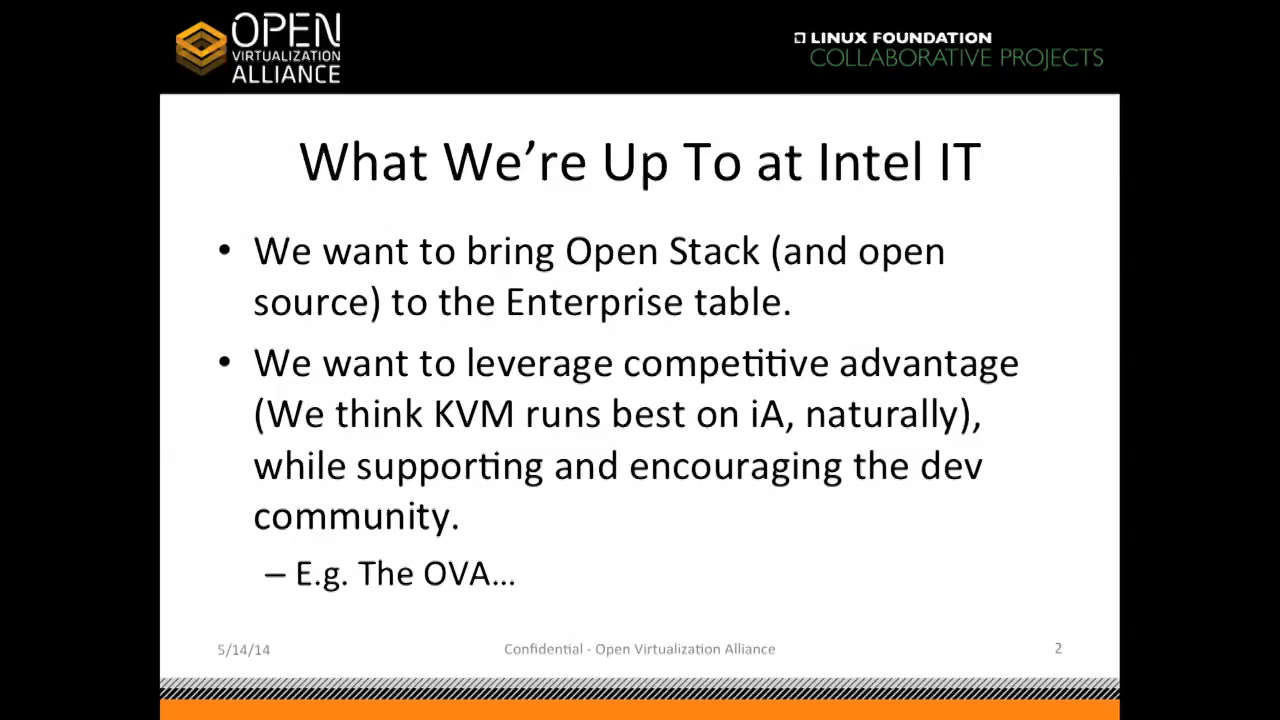 OPEN
VIRTUALIZATION
ALLIANCE
LINUX FOUNDATION
COLLABORATIVE PROJECTS
What We’re Up To at Intel IT
• We want to bring Open Stack (and open
source) to the Enterprise table.
• We want to leverage competitive advantage
(We think KVM runs best on iA, naturally),
while supporting and encouraging the dev
community.
– E.g. The OVA…
5/14/14
Confidential - Open Virtualization Alliance
2